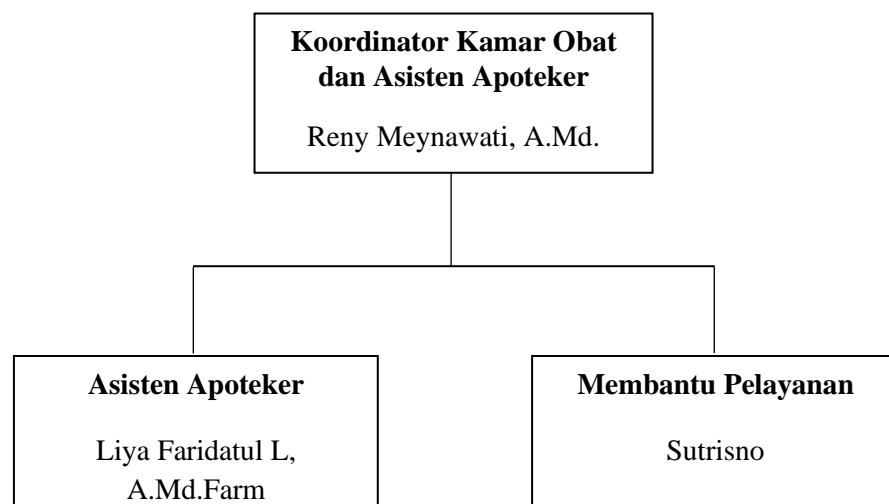 Koordinator Kamar Obat
dan Asisten Apoteker
Reny Meynawati, A.Md.
Asisten Apoteker
Liya Faridatul L,
A.Md.Farm
Membantu Pelayanan
Sutrisno